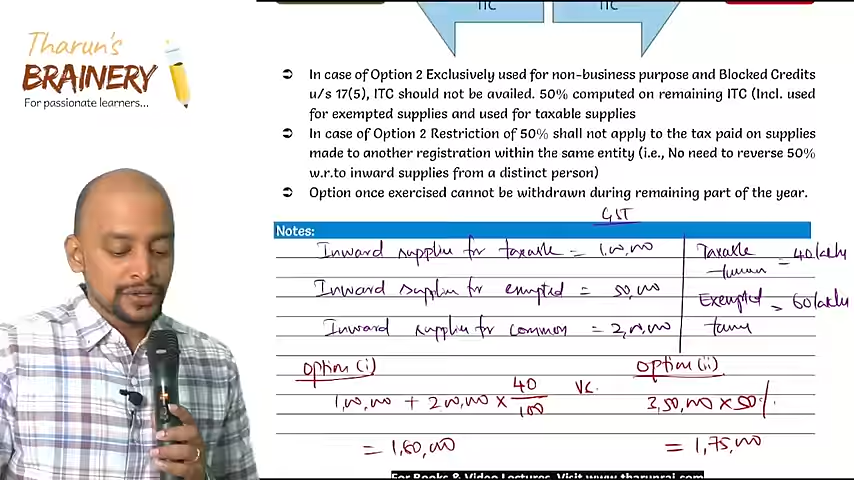 ITC
ITC
Tharun's
BRAINERY
For passionate learners...
➲ In case of Option 2 Exclusively used for non-business purpose and Blocked Credits
u/s 17(5), ITC should not be availed. 50% computed on remaining ITC (Incl. used
for exempted supplies and used for taxable supplies
➲ In case of Option 2 Restriction of 50% shall not apply to the tax paid on supplies
made to another registration within the same entity (i.e., No need to reverse 50%
w.r.to inward supplies from a distinct person)
➲ Option once exercised cannot be withdrawn during remaining part of the year.
GST
Notes:
Inward supplies for taxable = 1,00,000
Inward supplies for exempted = 50,000
Inward supplies for common = 2,00,000
Taxable
= 40 lakhs
Exempted
= 60 lakhs
Option (i)
1,00,000 + 200,000 × 40/100
= 1,80,000
vs.
Option (ii)
3,50,000 × 50%
= 1,75,000
For Books & Video Lectures, Visit www.tharunraj.com